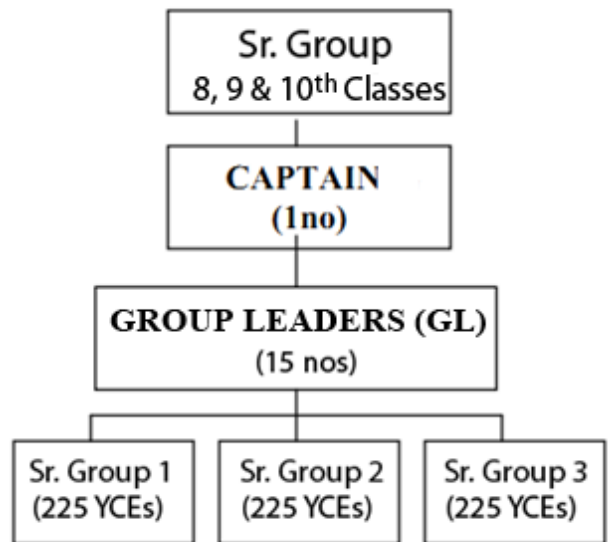 Sr. Group
8, 9 & 10th Classes
CAPTAIN
(1no)
GROUP LEADERS (GL)
(15 nos)
Sr. Group 1
(225 YCEs)
Sr. Group 2
(225 YCEs)
Sr. Group 3
(225 YCEs)